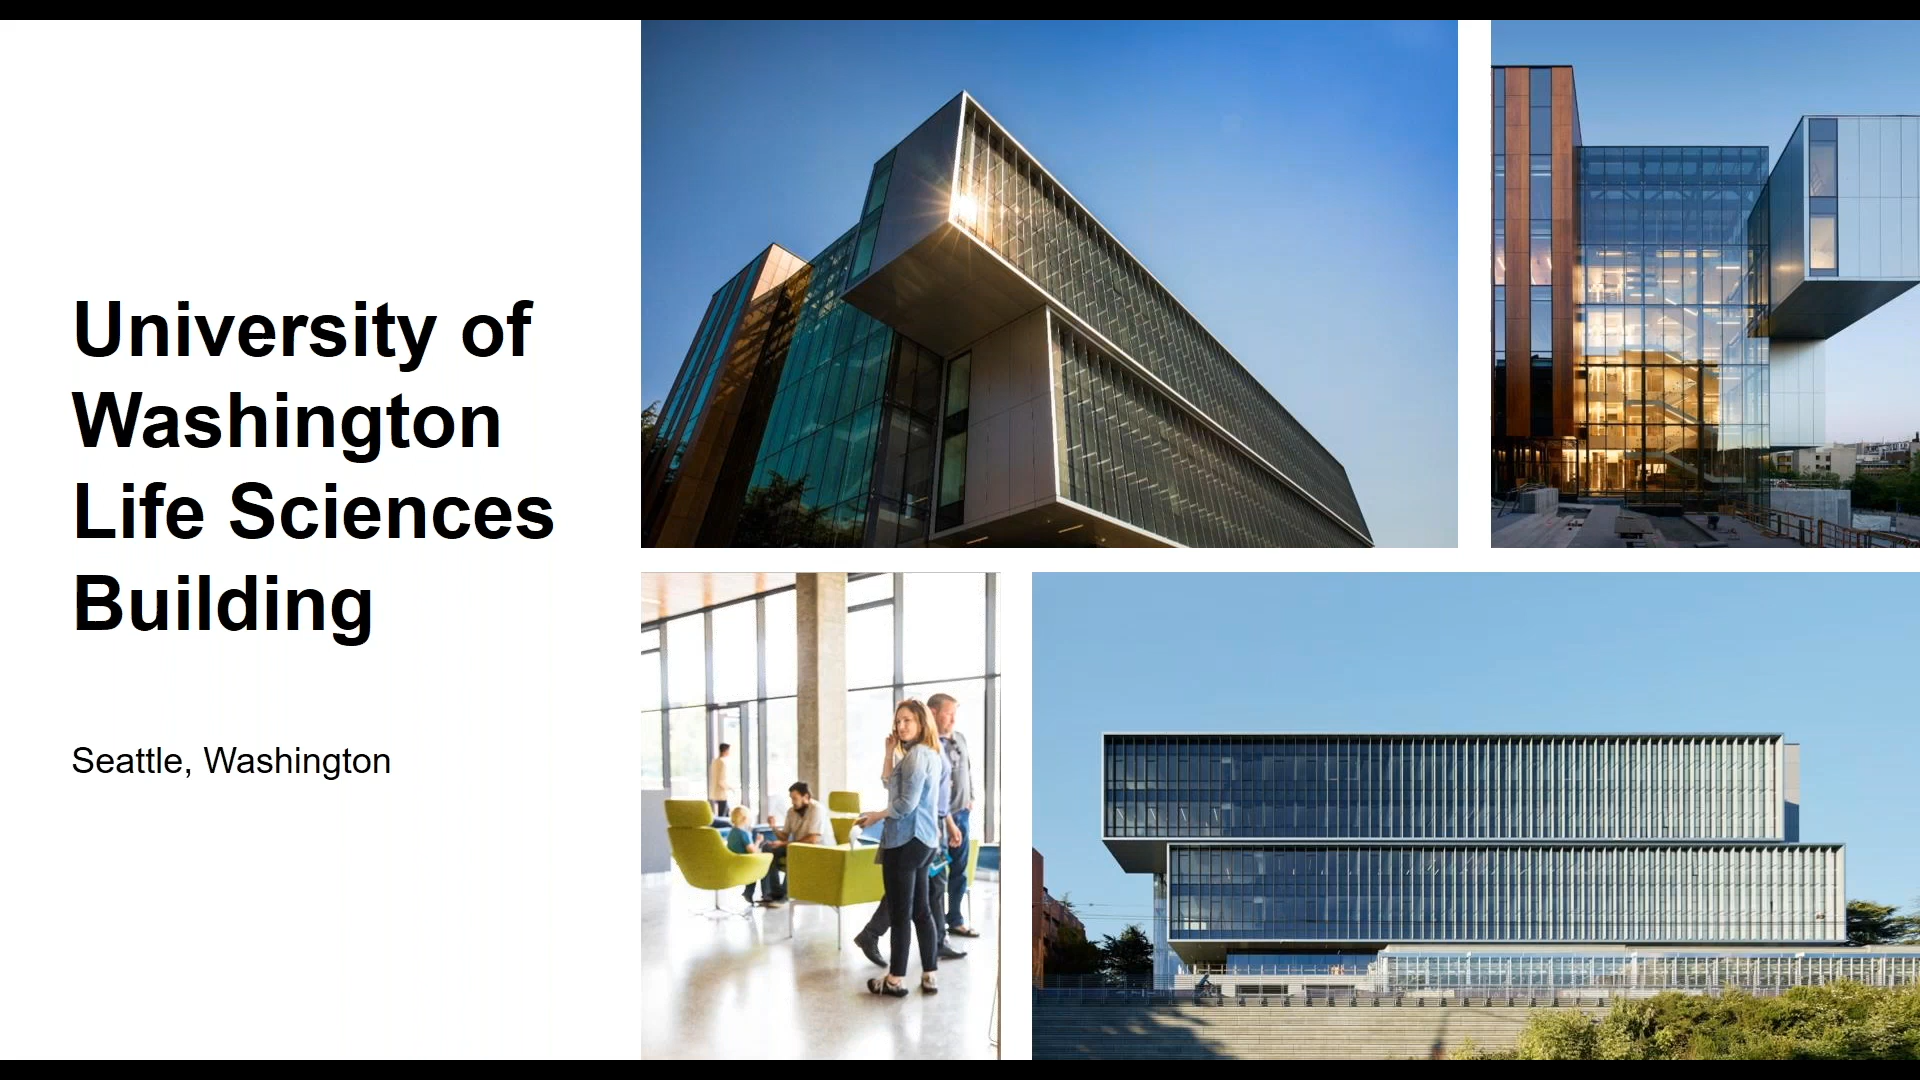 University of
Washington
Life Sciences
Building
Seattle, Washington